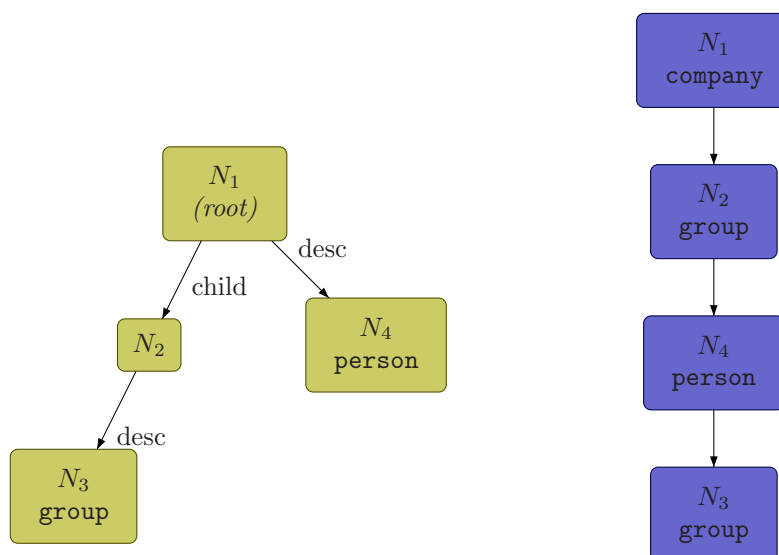 N₁
(root)
desc
child
N₂
N₄
person
desc
N₃
group
N₁
company
N₂
group
N₄
person
N₃
group